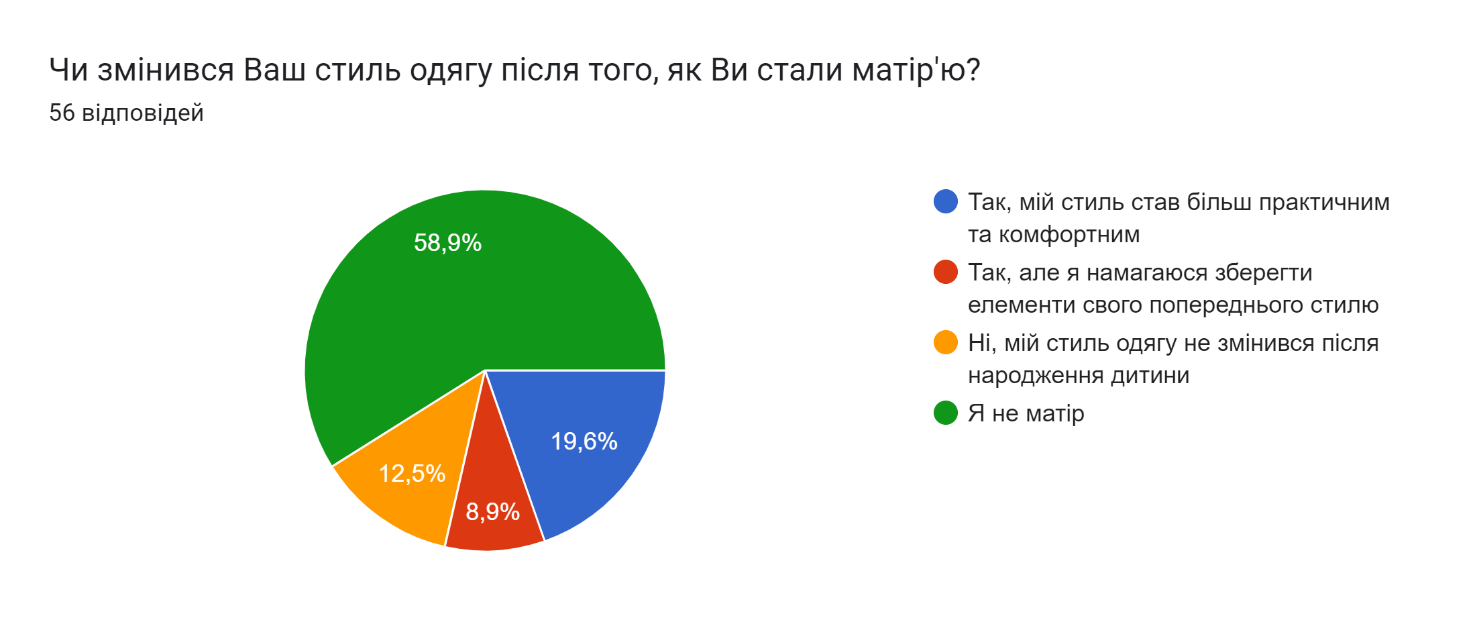 Чи змінився Ваш стиль одягу після того, як Ви стали матір'ю?
56 відповідей
58,9%
19,6%
12,5%
8,9%
Так, мій стиль став більш практичним
та комфортним
Так, але я намагаюся зберегти
елементи свого попереднього стилю
Ні, мій стиль одягу не змінився після
народження дитини
Я не матір